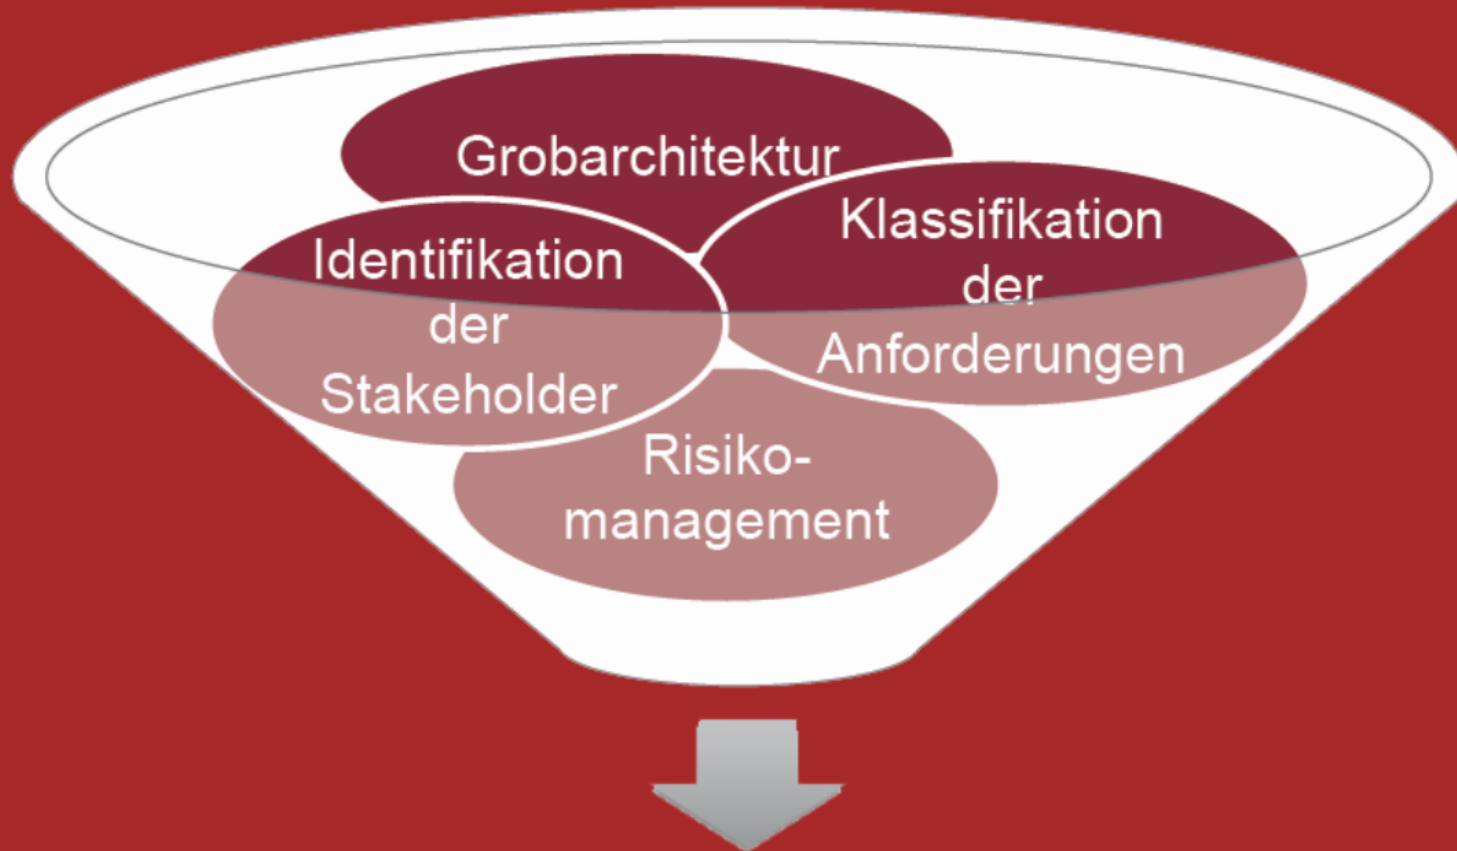 Grobarchitektur
Klassifikation
der
Anforderungen
Identifikation
der
Stakeholder
Risiko-
management